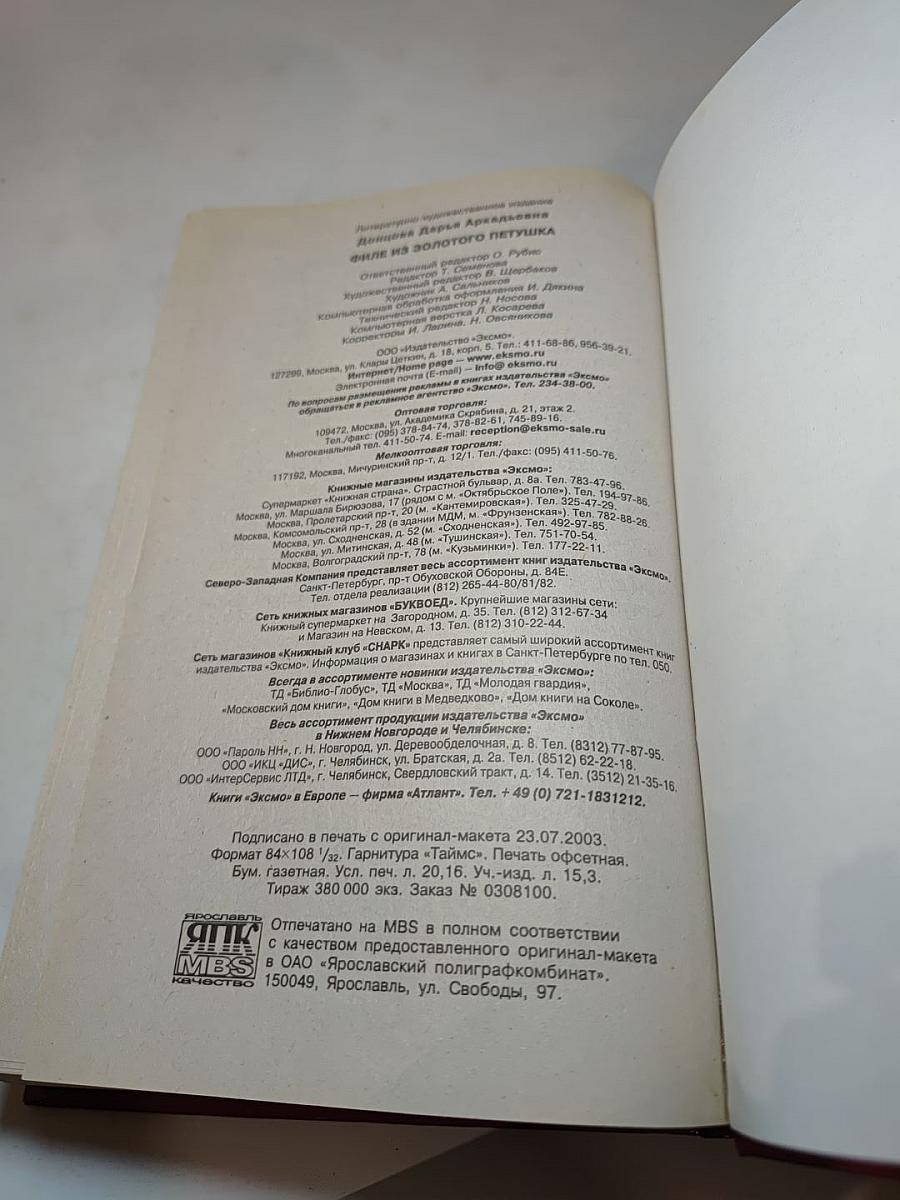 Литературно-художественное издание
Донцова Дарья Аркадьевна
ФИЛЕ ИЗ ЗОЛОТОГО ПЕТУШКА
Ответственный редактор О. Рубис
Редактор Т. Семенова
Художественный редактор В. Щербаков
Художник А. Сальников
Компьютерная обработка оформления И. Дякина
Технический редактор Н. Носова
Компьютерная верстка Л. Косарева
Корректоры И. Ларина, Н. Овсяникова
ООО «Издательство «Эксмо».
127299, Москва, ул. Клары Цеткин, д. 18, корп. 5. Тел.: 411-68-86, 956-39-21.
Интернет/Home page — www.eksmo.ru
Электронная почта (E-mail) — info@ eksmo.ru
По вопросам размещения рекламы в книгах издательства «Эксмо»
обращаться в рекламное агентство «Эксмо». Тел. 234-38-00.
Оптовая торговля:
109472, Москва, ул. Академика Скрябина, д. 21, этаж 2.
Тел./факс: (095) 378-84-74, 378-82-61, 745-89-16.
Многоканальный тел. 411-50-74. E-mail: reception@eksmo-sale.ru
Мелкооптовая торговля:
117192, Москва, Мичуринский пр-т, д. 12/1. Тел./факс: (095) 411-50-76.
Книжные магазины издательства «Эксмо»:
Супермаркет «Книжная страна». Страстной бульвар, д. 8а. Тел. 783-47-96.
Москва, ул. Маршала Бирюзова, 17 (рядом с м. «Октябрьское Поле»). Тел. 194-97-86.
Москва, Пролетарский пр-т, 20 (м. «Кантемировская»). Тел. 325-47-29.
Москва, Комсомольский пр-т, 28 (в здании МДМ, м. «Фрунзенская»). Тел. 782-88-26.
Москва, ул. Сходненская, д. 52 (м. «Сходненская»). Тел. 492-97-85.
Москва, ул. Митинская, д. 48 (м. «Тушинская»). Тел. 751-70-54.
Москва, Волгоградский пр-т, 78 (м. «Кузьминки»). Тел. 177-22-11.
Северо-Западная Компания представляет весь ассортимент книг издательства «Эксмо».
Санкт-Петербург, пр-т Обуховской Обороны, д. 84Е.
Тел. отдела реализации (812) 265-44-80/81/82.
Сеть книжных магазинов «БУКВОЕД». Крупнейшие магазины сети:
Книжный супермаркет на Загородном, д. 35. Тел. (812) 312-67-34
и Магазин на Невском, д. 13. Тел. (812) 310-22-44.
Сеть магазинов «Книжный клуб «СНАРК» представляет самый широкий ассортимент книг
издательства «Эксмо». Информация о магазинах и книгах в Санкт-Петербурге по тел. 050.
Всегда в ассортименте новинки издательства «Эксмо»:
ТД «Библио-Глобус», ТД «Москва», ТД «Молодая гвардия»,
«Московский дом книги», «Дом книги в Медведково», «Дом книги на Соколе».
Весь ассортимент продукции издательства «Эксмо»
в Нижнем Новгороде и Челябинске:
ООО «Пароль НН», г. Н. Новгород, ул. Деревообделочная, д. 8. Тел. (8312) 77-87-95.
ООО «ИКЦ «ДИС», г. Челябинск, ул. Братская, д. 2а. Тел. (8512) 62-22-18.
ООО «ИнтерСервис ЛТД», г. Челябинск, Свердловский тракт, д. 14. Тел. (3512) 21-35-16.
Книги «Эксмо» в Европе — фирма «Атлант». Тел. + 49 (0) 721-1831212.
Подписано в печать с оригинал-макета 23.07.2003.
Формат 84×108 1/32. Гарнитура «Таймс». Печать офсетная.
Бум. газетная. Усл. печ. л. 20,16. Уч.-изд. л. 15,3.
Тираж 380 000 экз. Заказ № 0308100.
ЯРОСЛАВЛЬ
ЯПК
MBS
качество
Отпечатано на MBS в полном соответствии
с качеством предоставленного оригинал-макета
в ОАО «Ярославский полиграфкомбинат».
150049, Ярославль, ул. Свободы, 97.